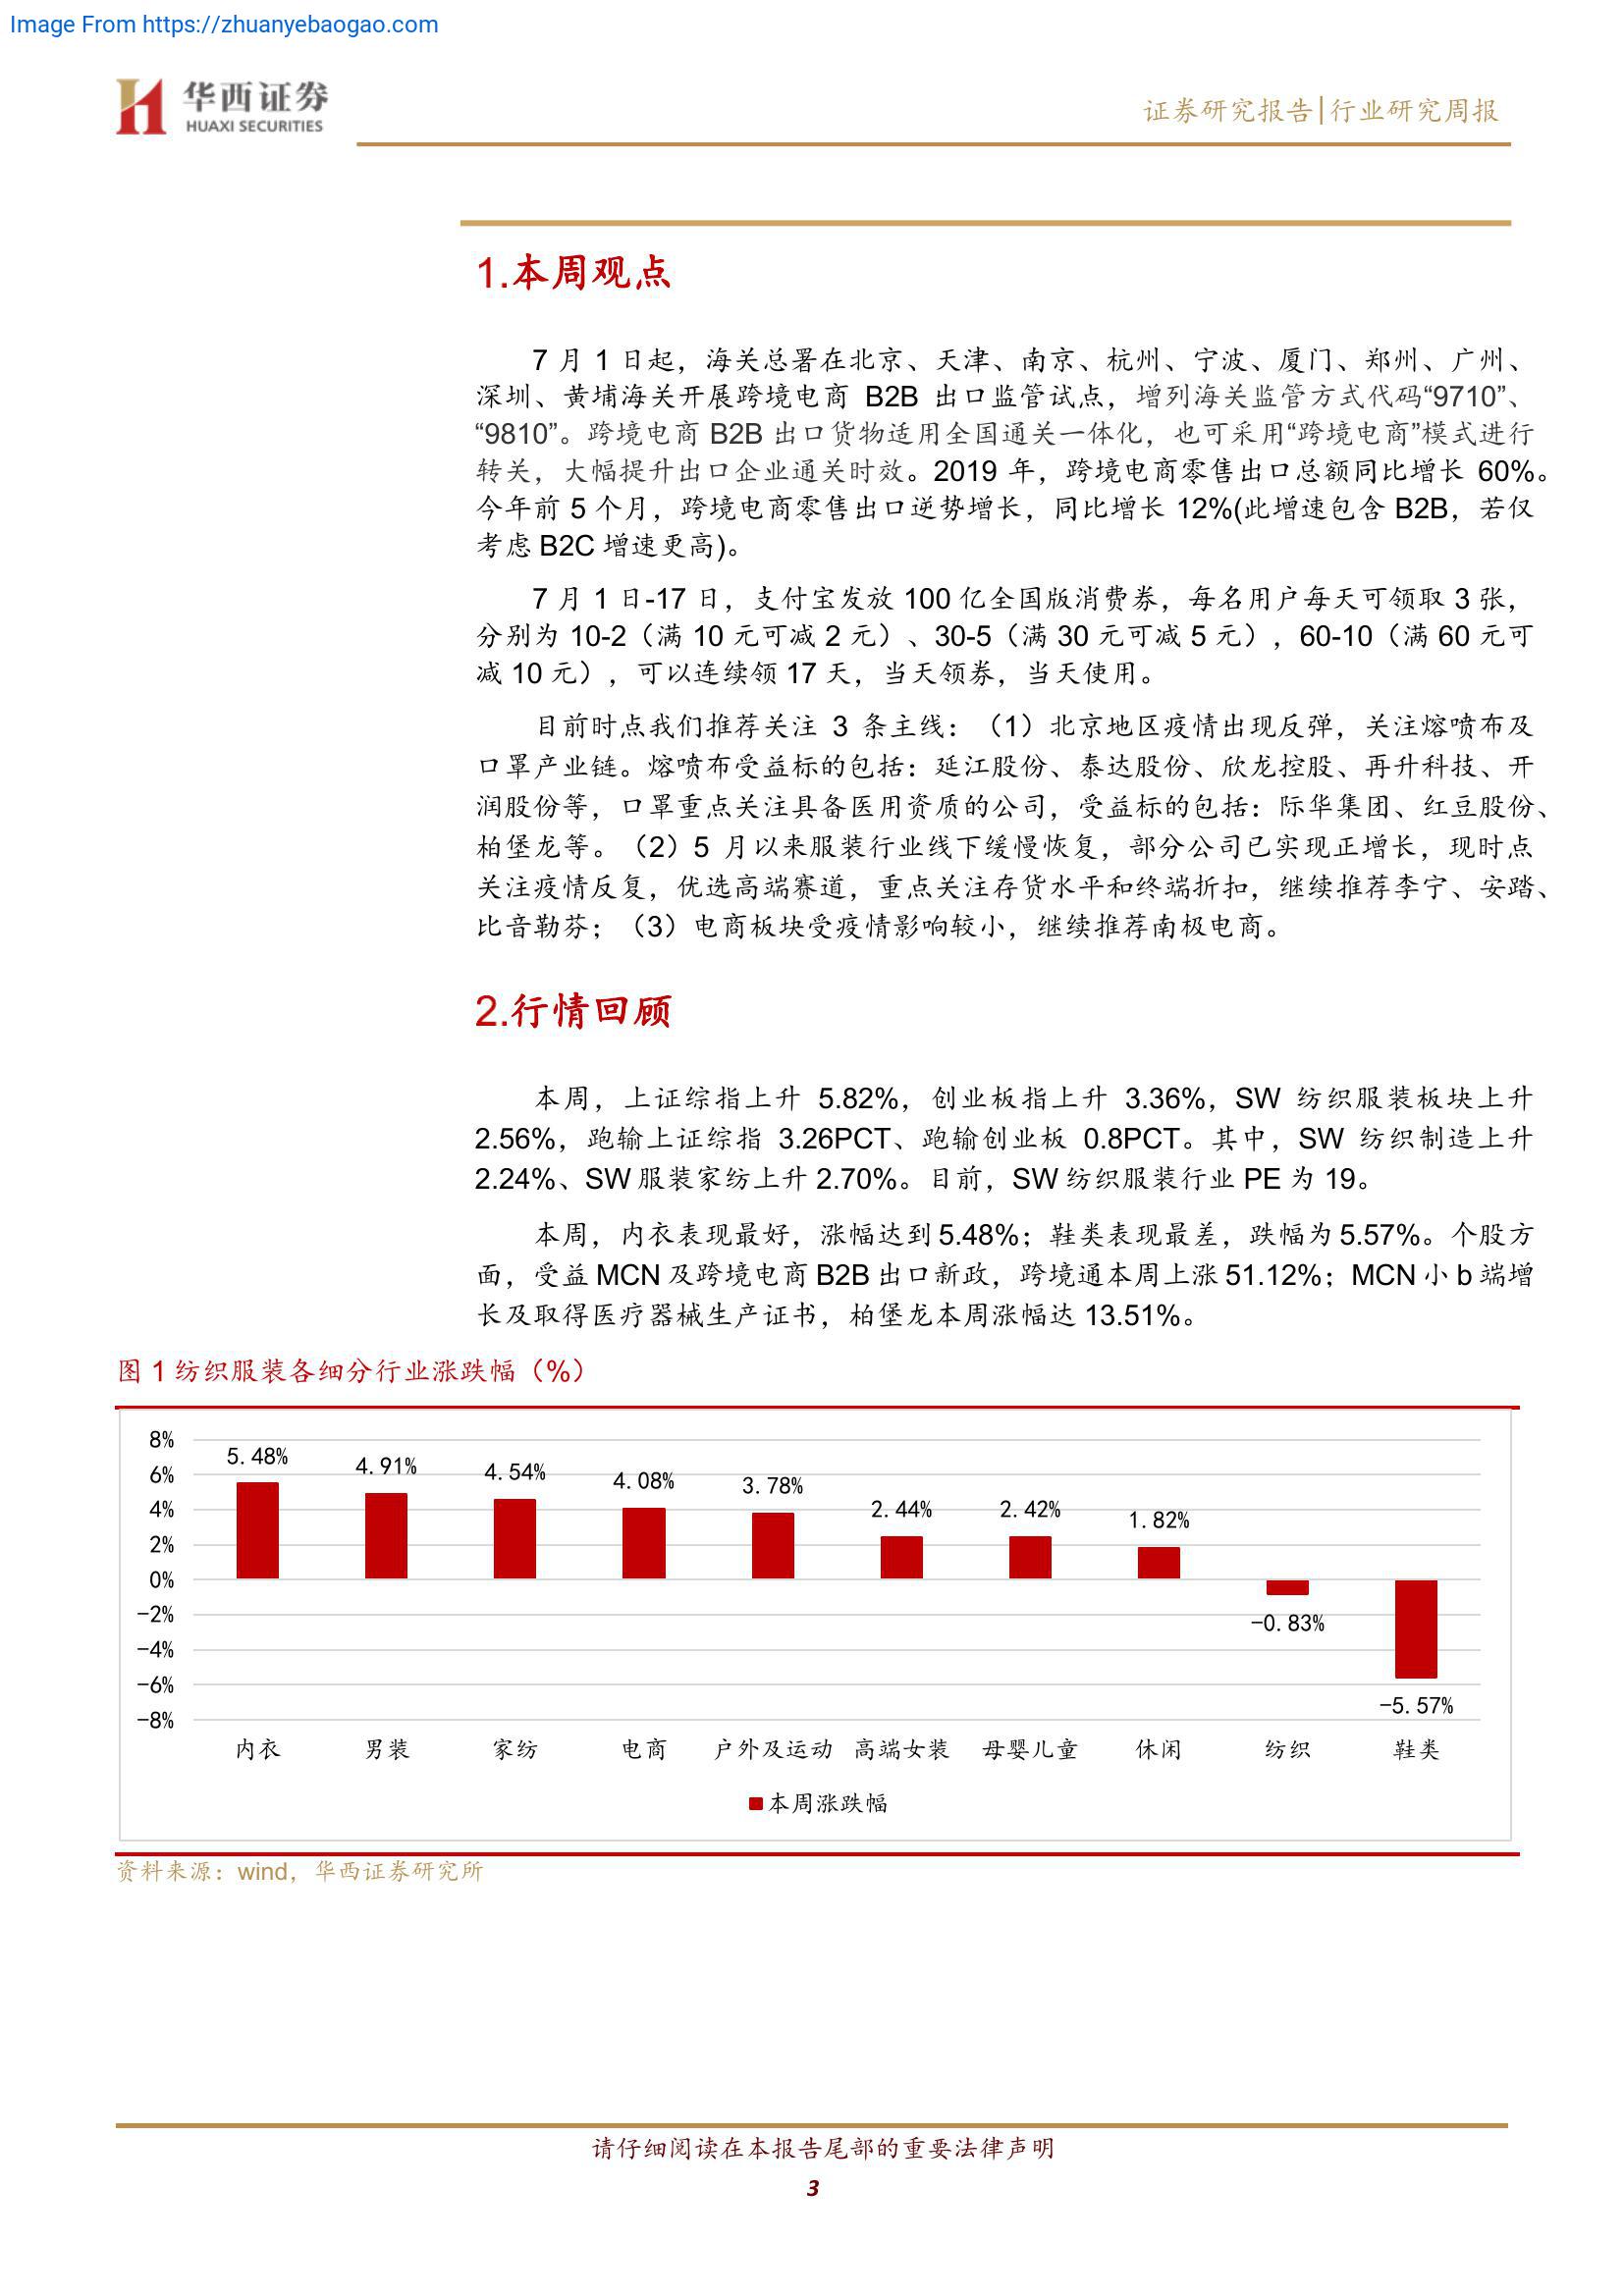 Image From https://zhuanyebaogao.com
华西证券
HUAXI SECURITIES
证券研究报告|行业研究周报
1.本周观点
7 月 1 日起，海关总署在北京、天津、南京、杭州、宁波、厦门、郑州、广州、
深圳、黄埔海关开展跨境电商 B2B 出口监管试点，增列海关监管方式代码“9710”、
“9810”。跨境电商 B2B 出口货物适用全国通关一体化，也可采用“跨境电商”模式进行
转关，大幅提升出口企业通关时效。2019 年，跨境电商零售出口总额同比增长 60%。
今年前 5 个月，跨境电商零售出口逆势增长，同比增长 12%(此增速包含 B2B，若仅
考虑 B2C 增速更高)。
7 月 1 日-17 日，支付宝发放 100 亿全国版消费券，每名用户每天可领取 3 张，
分别为 10-2（满 10 元可减 2 元）、30-5（满 30 元可减 5 元），60-10（满 60 元可
减 10 元），可以连续领 17 天，当天领券，当天使用。
目前时点我们推荐关注 3 条主线：（1）北京地区疫情出现反弹，关注熔喷布及
口罩产业链。熔喷布受益标的包括：延江股份、泰达股份、欣龙控股、再升科技、开
润股份等，口罩重点关注具备医用资质的公司，受益标的包括：际华集团、红豆股份、
柏堡龙等。（2）5 月以来服装行业线下缓慢恢复，部分公司已实现正增长，现时点
关注疫情反复，优选高端赛道，重点关注存货水平和终端折扣，继续推荐李宁、安踏、
比音勒芬；（3）电商板块受疫情影响较小，继续推荐南极电商。
2.行情回顾
本周，上证综指上升 5.82%，创业板指上升 3.36%，SW 纺织服装板块上升
2.56%，跑输上证综指 3.26PCT、跑输创业板 0.8PCT。其中，SW 纺织制造上升
2.24%、SW 服装家纺上升 2.70%。目前，SW 纺织服装行业 PE 为 19。
本周，内衣表现最好，涨幅达到 5.48%；鞋类表现最差，跌幅为 5.57%。个股方
面，受益 MCN 及跨境电商 B2B 出口新政，跨境通本周上涨 51.12%；MCN 小 b 端增
长及取得医疗器械生产证书，柏堡龙本周涨幅达 13.51%。
图 1 纺织服装各细分行业涨跌幅（%）
8%
6%
4%
2%
0%
-2%
-4%
-6%
-8%
5.48%
4.91%
4.54%
4.08%
3.78%
2.44%
2.42%
1.82%
-0.83%
-5.57%
内衣 男装 家纺 电商 户外及运动 高端女装 母婴儿童 休闲 纺织 鞋类
本周涨跌幅
资料来源：wind，华西证券研究所
请仔细阅读在本报告尾部的重要法律声明
3